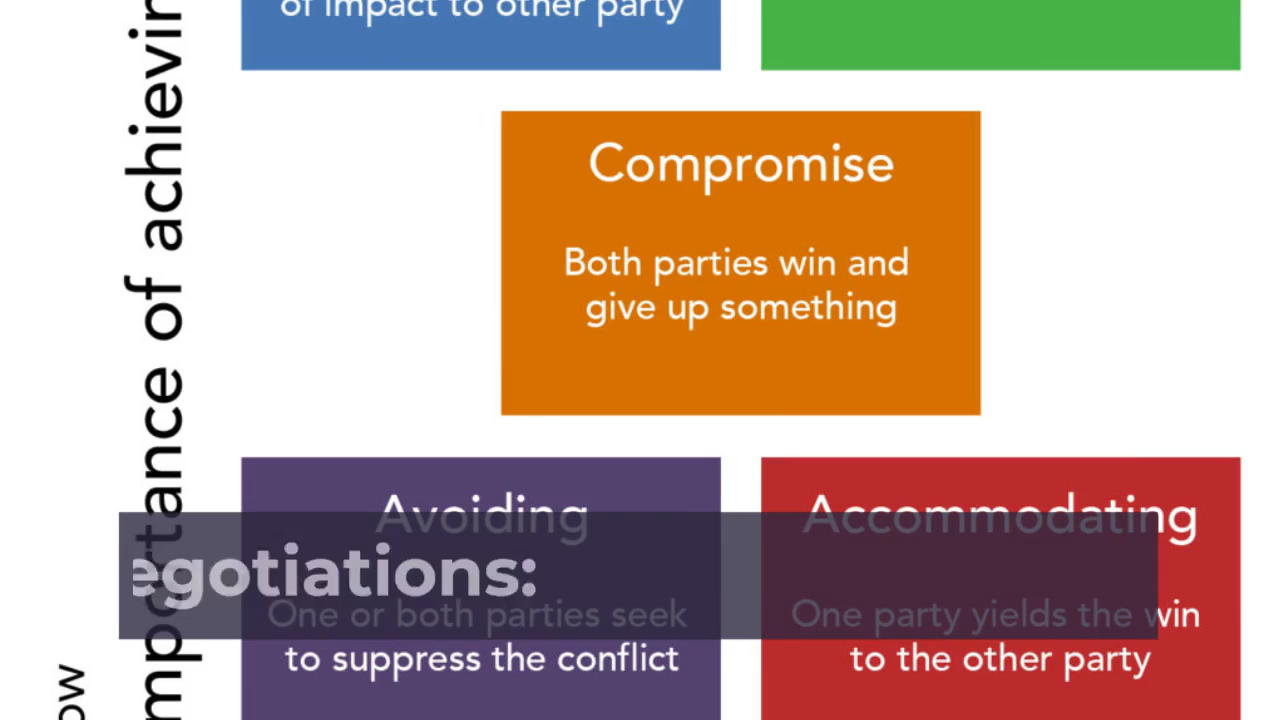 of impact to other party
Compromise
Both parties win and
give up something
Avoiding
One or both parties seek
to suppress the conflict
Accommodating
One party yields the win
to the other party
egotiations:
mportance of achievin
ow